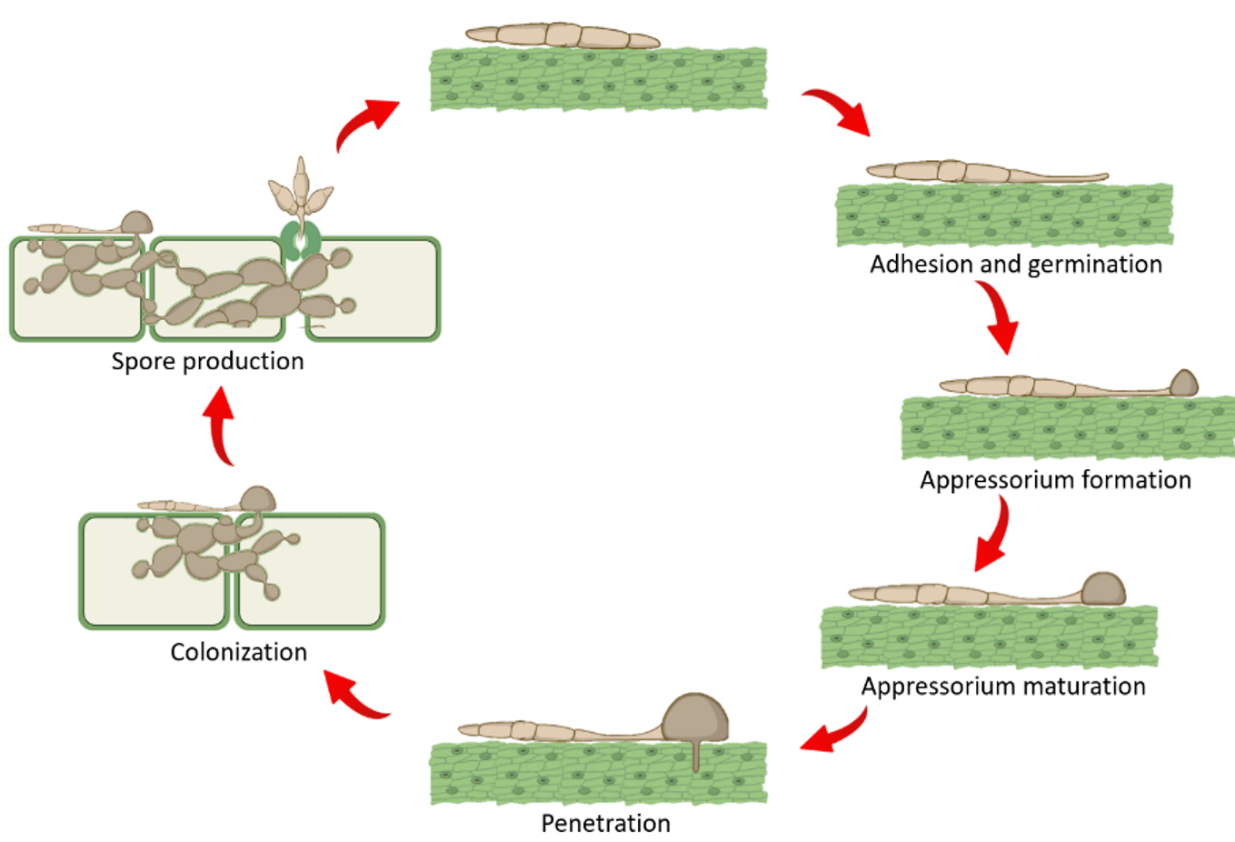 Adhesion and germination
Appressorium formation
Appressorium maturation
Penetration
Colonization
Spore production